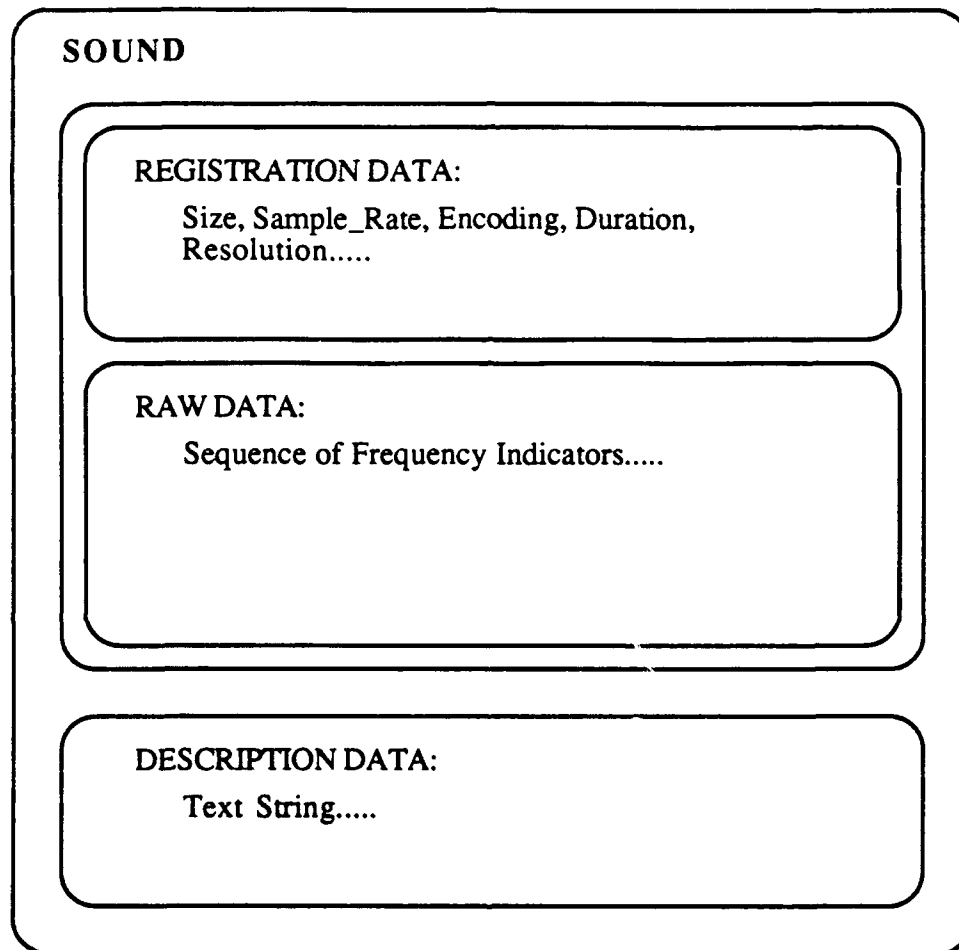 SOUND
REGISTRATION DATA:
Size, Sample_Rate, Encoding, Duration,
Resolution.....
RAW DATA:
Sequence of Frequency Indicators.....
DESCRIPTION DATA:
Text String.....